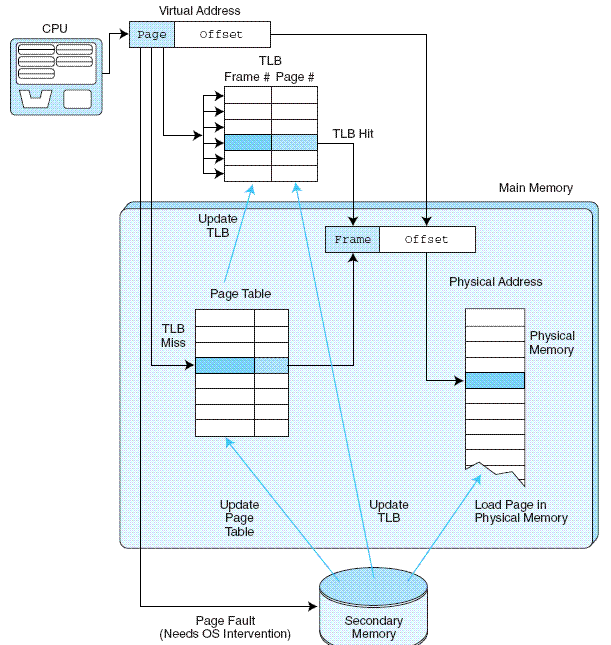 Virtual Address
CPU
Page
Offset
TLB
Frame # Page #
TLB Hit
Main Memory
Update
TLB
Frame
Offset
Page Table
Physical Address
TLB
Miss
Physical
Memory
Update
Page
Table
Update
TLB
Load Page in
Physical Memory
Page Fault
(Needs OS Intervention)
Secondary
Memory